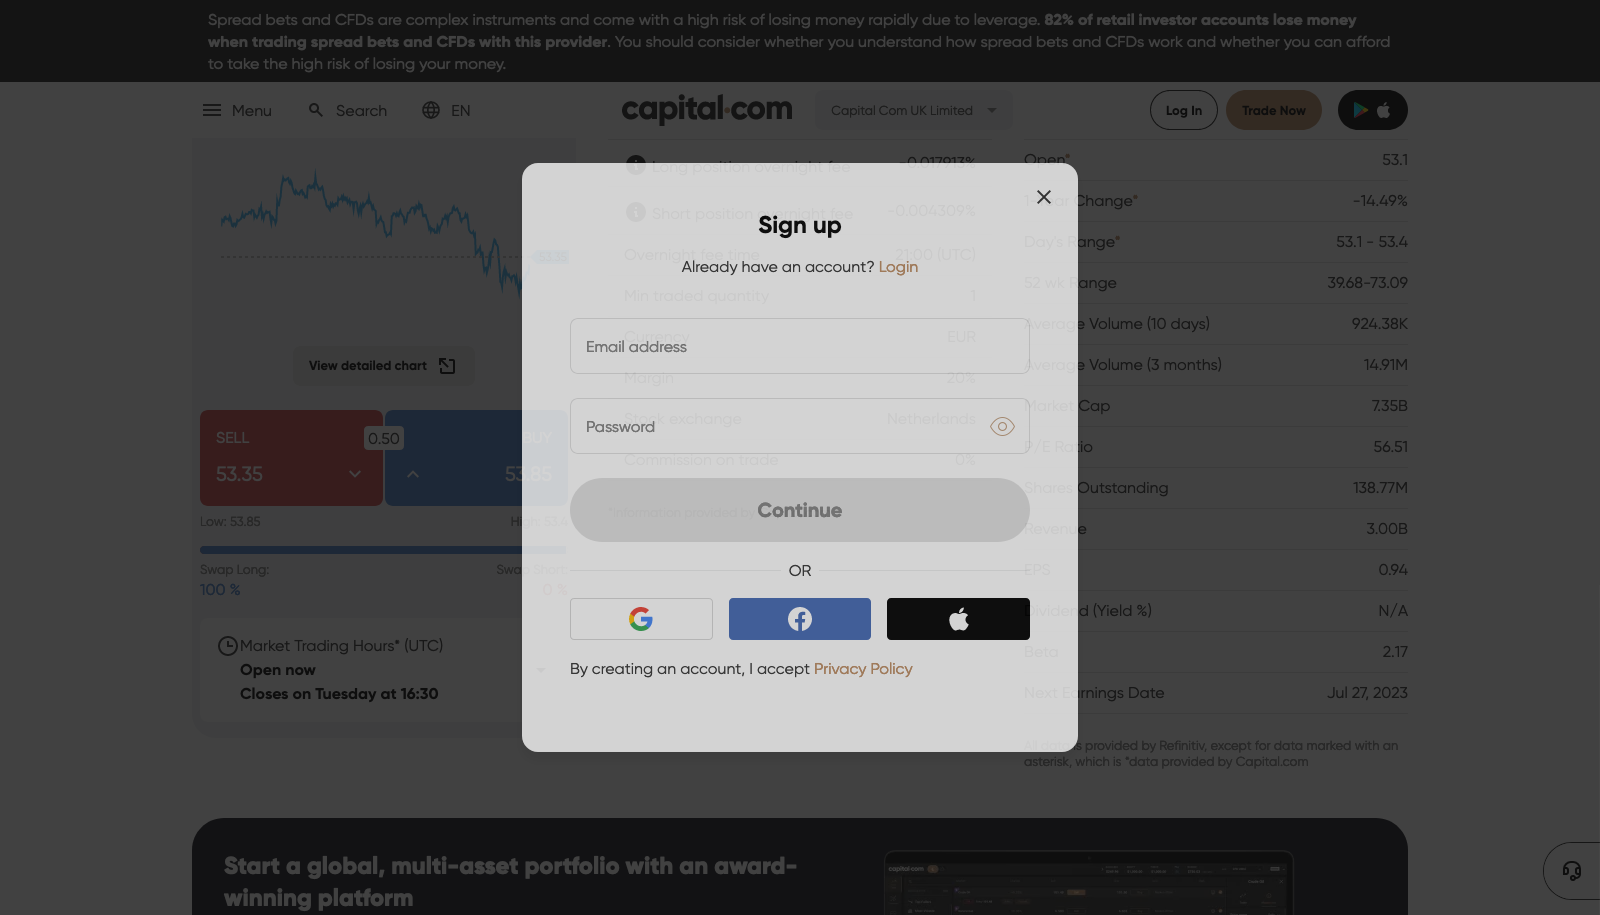 Spread bets and CFDs are complex instruments and come with a high risk of losing money rapidly due to leverage. 82% of retail investor accounts lose money
when trading spread bets and CFDs with this provider. You should consider whether you understand how spread bets and CFDs work and whether you can afford
to take the high risk of losing your money.
Menu
Search
EN
capital.com
Capital Com UK Limited
Log In
Trade Now
View detailed chart
SELL
53.35
0.50
BUY
53.85
Low: 53.85
Swap Long:
100 %
0 %
Market Trading Hours* (UTC)
Open now
Closes on Tuesday at 16:30
Long position overnight fee -0.017913%
Short position overnight fee -0.004309%
Overnight fee time 21:00 (UTC)
Min traded quantity 1
Currency EUR
Margin 20%
Stock exchange Netherlands
Commission on trade 0%
*Information provided by
Sign up
Already have an account? Login
Email address
Password
Continue
OR
By creating an account, I accept Privacy Policy
Open* 53.1
Change* -14.49%
Day's Range* 53.1 - 53.4
52 wk Range 39.68-73.09
Average Volume (10 days) 924.38K
Average Volume (3 months) 14.91M
Market Cap 7.35B
P/E Ratio 56.51
Shares Outstanding 138.77M
Revenue 3.00B
EPS 0.94
Dividend (Yield %) N/A
Beta 2.17
Next Earnings Date Jul 27, 2023
provided by Refinitiv, except for data marked with an
asterisk, which is *data provided by Capital.com
Start a global, multi-asset portfolio with an award-
winning platform
capital.com